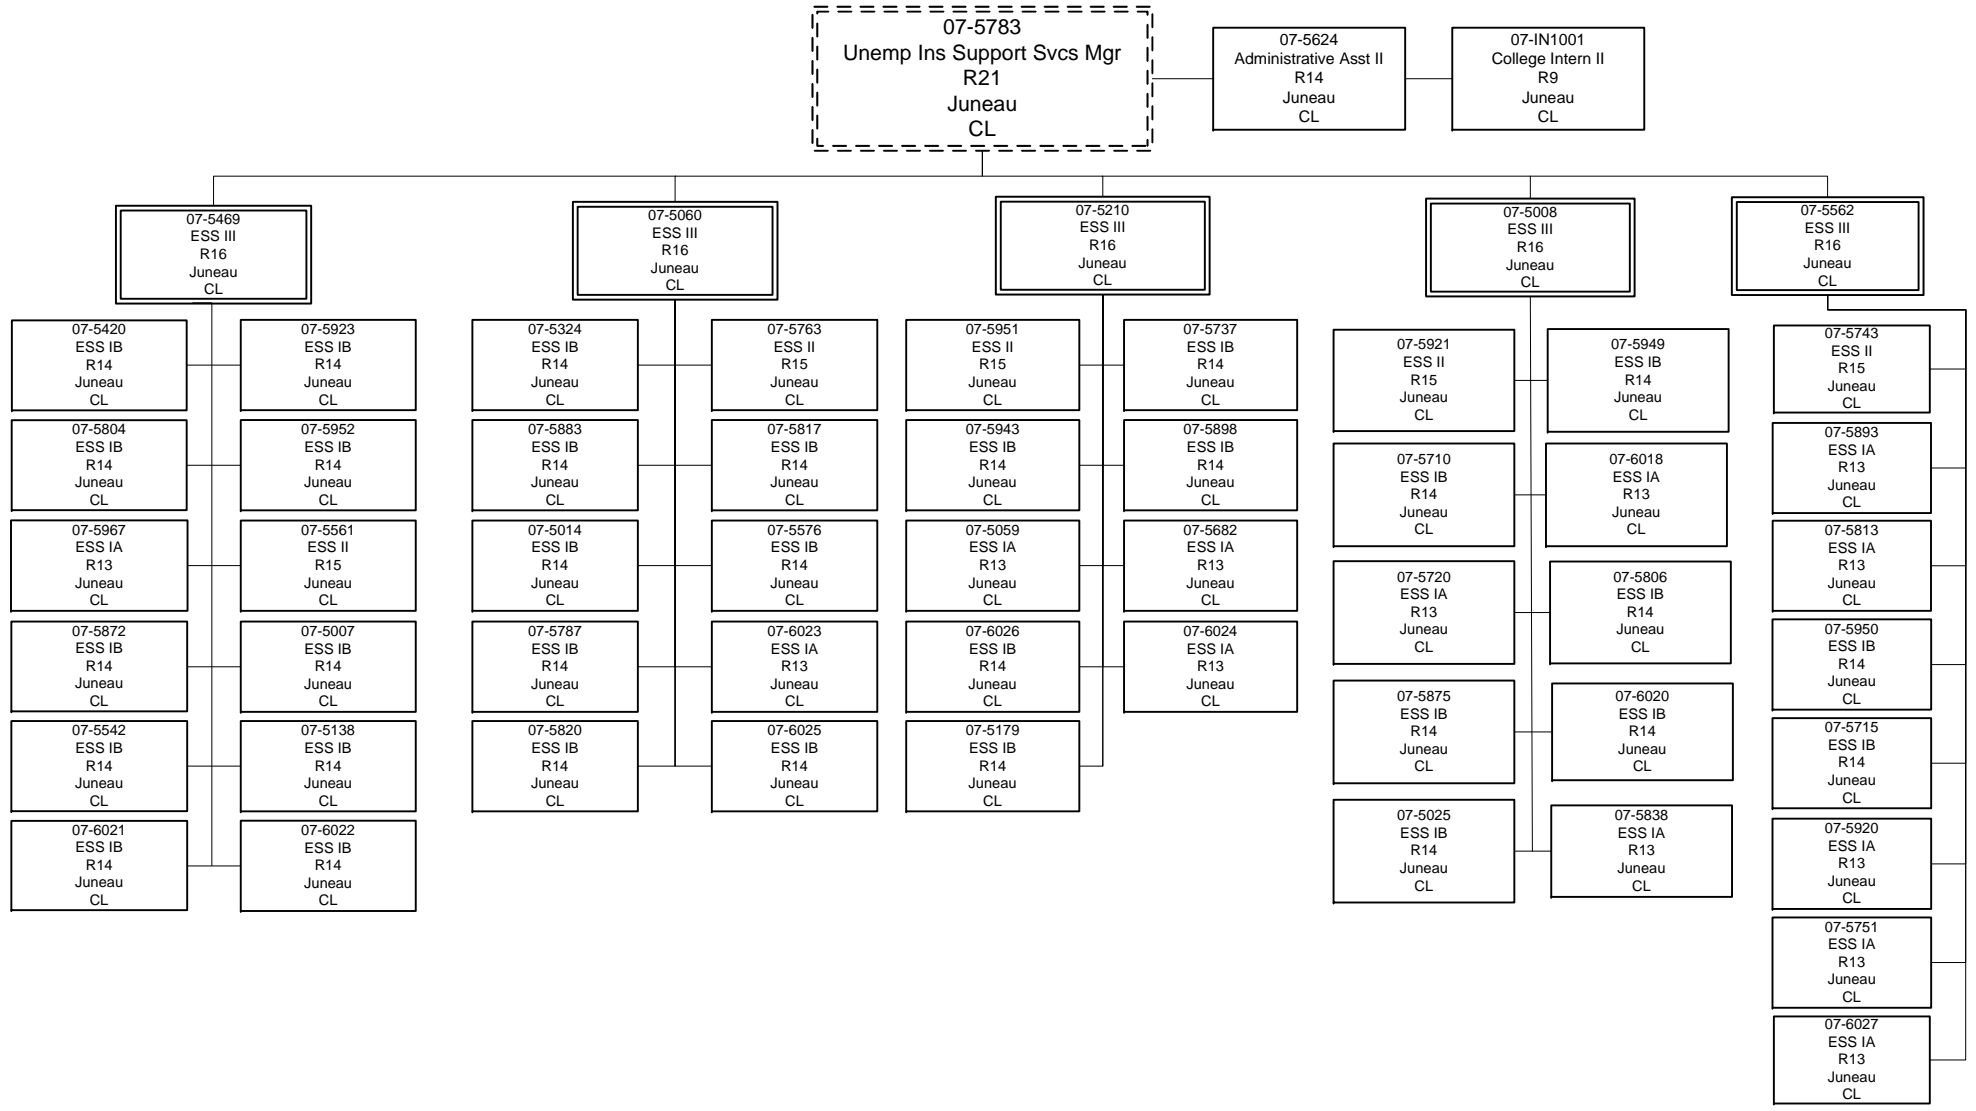 07-5783
Unemp Ins Support Svcs Mgr
R21
Juneau
CL
07-5624
Administrative Asst II
R14
Juneau
CL
07-IN1001
College Intern II
R9
Juneau
CL
07-5469
ESS III
R16
Juneau
CL
07-5060
ESS III
R16
Juneau
CL
07-5210
ESS III
R16
Juneau
CL
07-5008
ESS III
R16
Juneau
CL
07-5562
ESS III
R16
Juneau
CL
07-5420
ESS IB
R14
Juneau
CL
07-5923
ESS IB
R14
Juneau
CL
07-5804
ESS IB
R14
Juneau
CL
07-5952
ESS IB
R14
Juneau
CL
07-5967
ESS IA
R13
Juneau
CL
07-5561
ESS II
R15
Juneau
CL
07-5872
ESS IB
R14
Juneau
CL
07-5007
ESS IB
R14
Juneau
CL
07-5542
ESS IB
R14
Juneau
CL
07-5138
ESS IB
R14
Juneau
CL
07-6021
ESS IB
R14
Juneau
CL
07-6022
ESS IB
R14
Juneau
CL
07-5324
ESS IB
R14
Juneau
CL
07-5763
ESS II
R15
Juneau
CL
07-5883
ESS IB
R14
Juneau
CL
07-5817
ESS IB
R14
Juneau
CL
07-5014
ESS IB
R14
Juneau
CL
07-5576
ESS IB
R14
Juneau
CL
07-5787
ESS IB
R14
Juneau
CL
07-6023
ESS IA
R13
Juneau
CL
07-5820
ESS IB
R14
Juneau
CL
07-6025
ESS IB
R14
Juneau
CL
07-5951
ESS II
R15
Juneau
CL
07-5737
ESS IB
R14
Juneau
CL
07-5943
ESS IB
R14
Juneau
CL
07-5898
ESS IB
R14
Juneau
CL
07-5059
ESS IA
R13
Juneau
CL
07-5682
ESS IA
R13
Juneau
CL
07-6026
ESS IB
R14
Juneau
CL
07-6024
ESS IA
R13
Juneau
CL
07-5179
ESS IB
R14
Juneau
CL
07-5921
ESS II
R15
Juneau
CL
07-5949
ESS IB
R14
Juneau
CL
07-5710
ESS IB
R14
Juneau
CL
07-6018
ESS IA
R13
Juneau
CL
07-5720
ESS IA
R13
Juneau
CL
07-5806
ESS IB
R14
Juneau
CL
07-5875
ESS IB
R14
Juneau
CL
07-6020
ESS IB
R14
Juneau
CL
07-5025
ESS IB
R14
Juneau
CL
07-5838
ESS IA
R13
Juneau
CL
07-5743
ESS II
R15
Juneau
CL
07-5893
ESS IA
R13
Juneau
CL
07-5813
ESS IA
R13
Juneau
CL
07-5950
ESS IB
R14
Juneau
CL
07-5715
ESS IB
R14
Juneau
CL
07-5920
ESS IA
R13
Juneau
CL
07-5751
ESS IA
R13
Juneau
CL
07-6027
ESS IA
R13
Juneau
CL